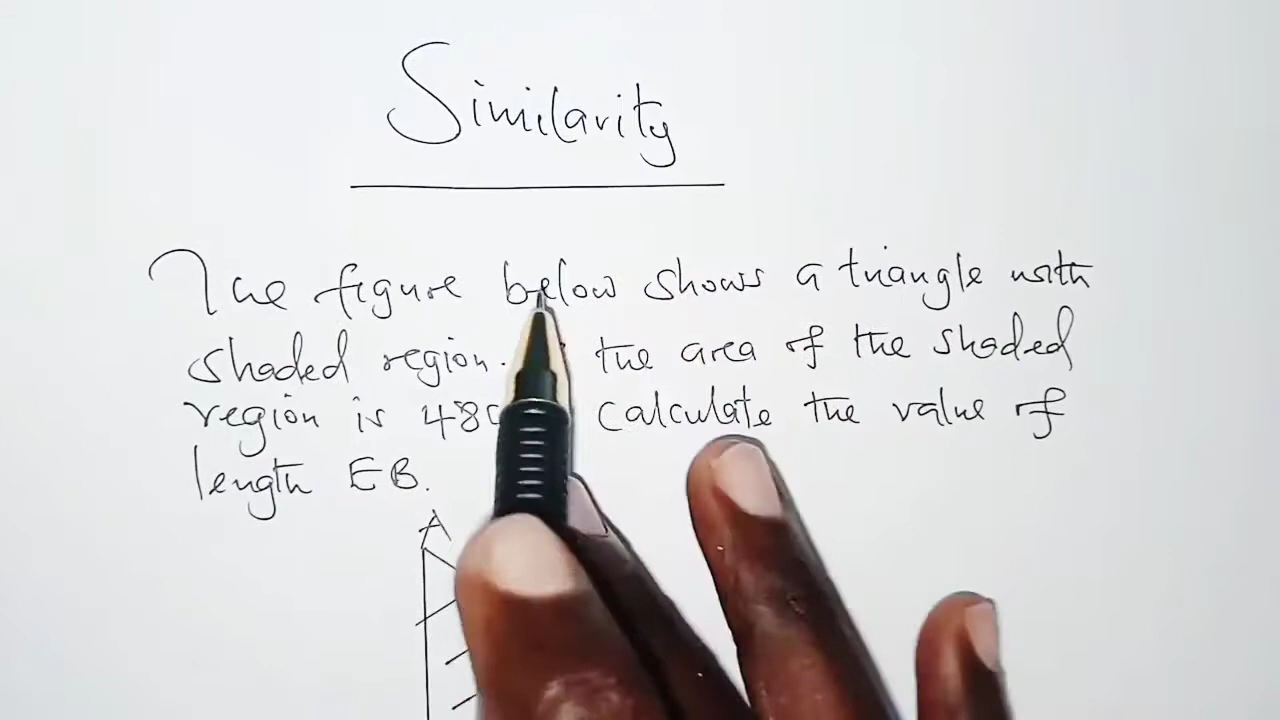 Similarity
The figure below shows a triangle with
shaded region. the area of the shaded
region is 480 calculate the value of
length EB.
A